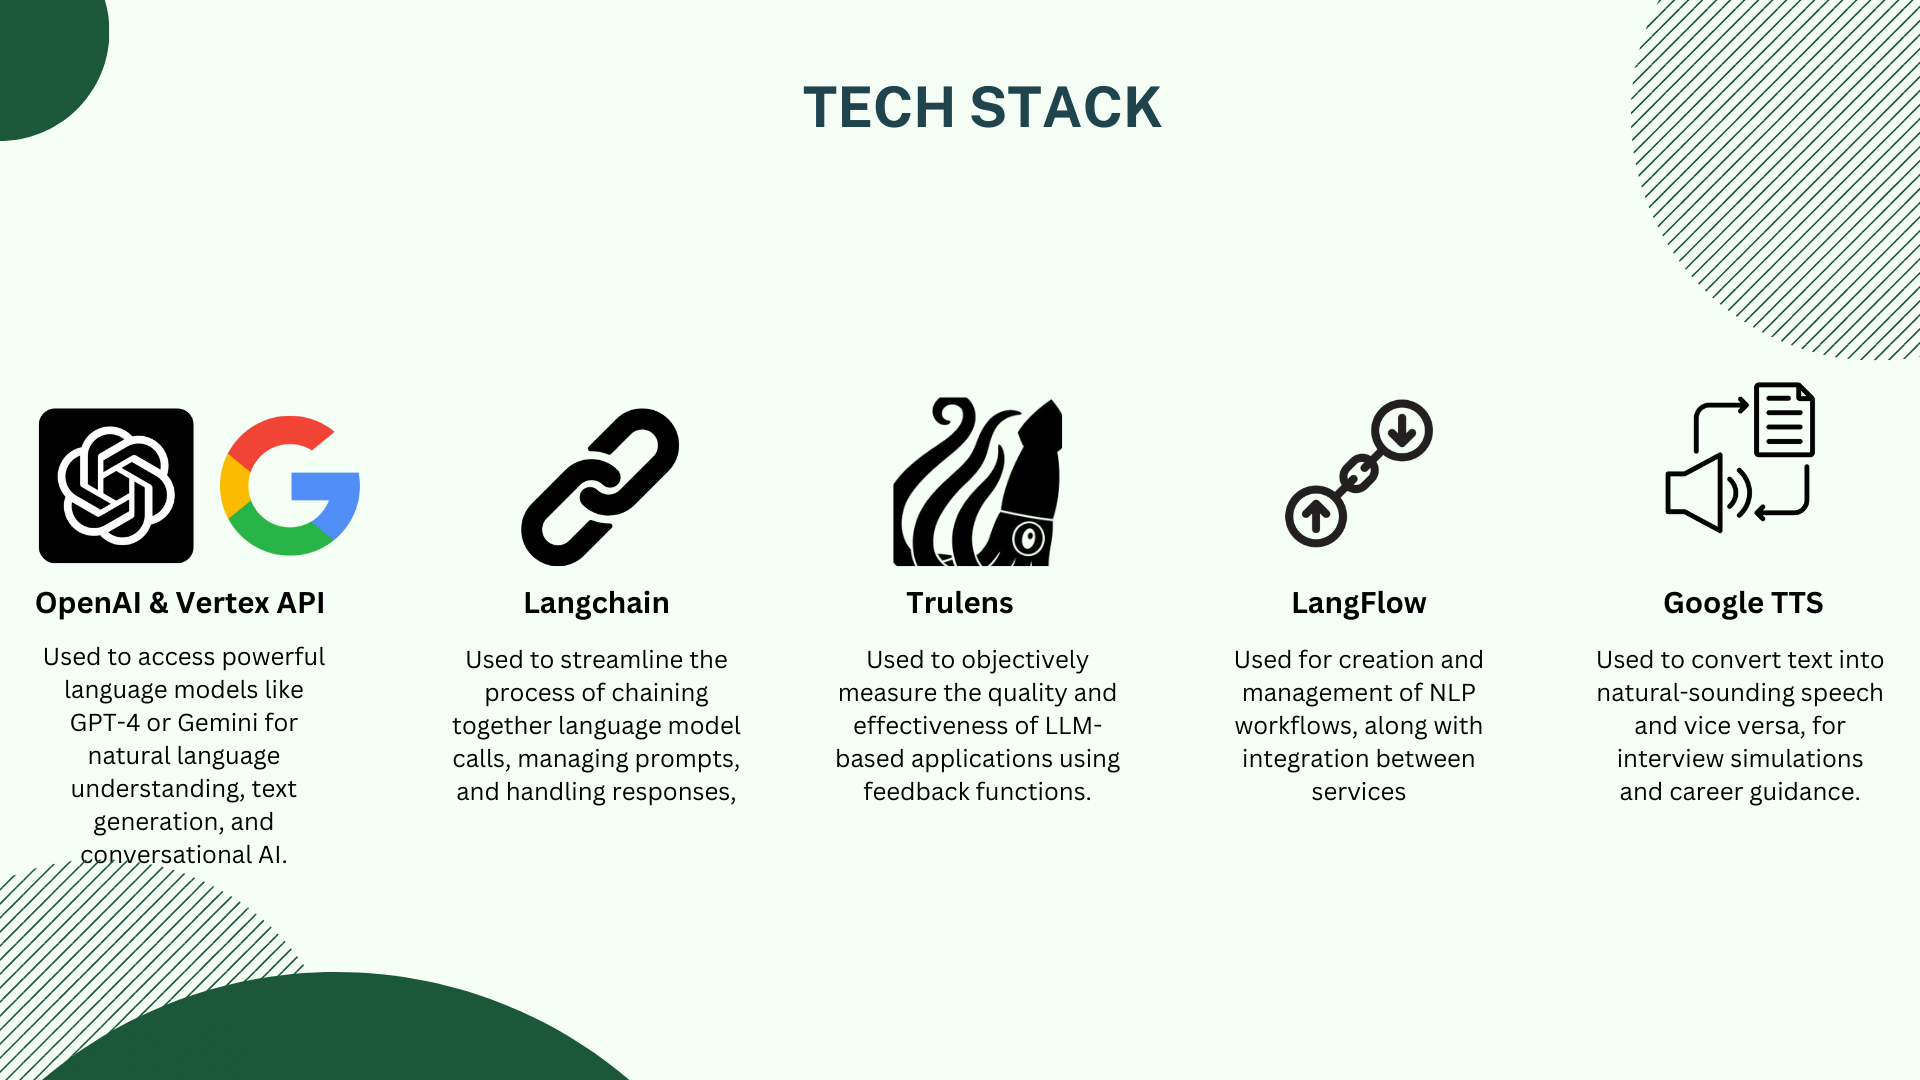 TECH STACK
OpenAI & Vertex API
Used to access powerful
language models like
GPT-4 or Gemini for
natural language
understanding, text
generation, and
conversational AI.
Langchain
Used to streamline the
process of chaining
together language model
calls, managing prompts,
and handling responses,
Trulens
Used to objectively
measure the quality and
effectiveness of LLM-
based applications using
feedback functions.
LangFlow
Used for creation and
management of NLP
workflows, along with
integration between
services
Google TTS
Used to convert text into
natural-sounding speech
and vice versa, for
interview simulations
and career guidance.